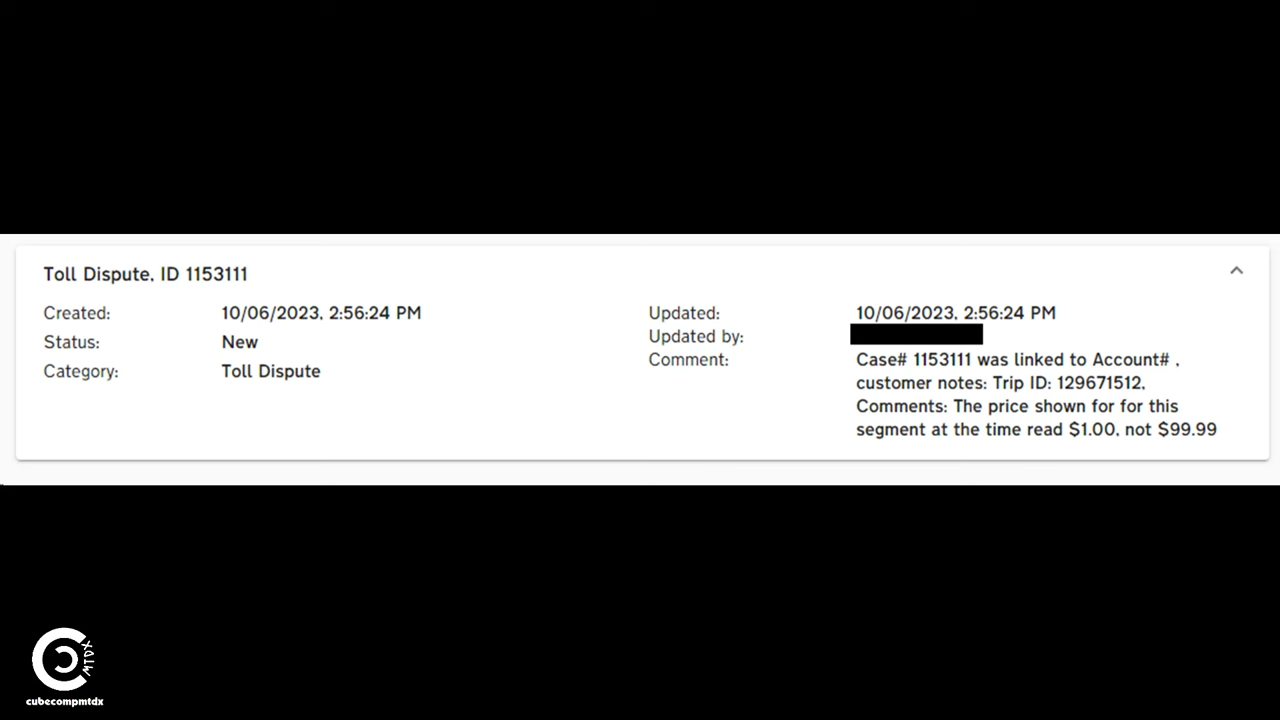 Toll Dispute, ID 1153111
Created: 10/06/2023, 2:56:24 PM
Status: New
Category: Toll Dispute
Updated: 10/06/2023, 2:56:24 PM
Updated by:
Comment: Case# 1153111 was linked to Account# ,
customer notes: Trip ID: 129671512,
Comments: The price shown for for this
segment at the time read $1.00, not $99.99
MTDX
cubecompmtdx